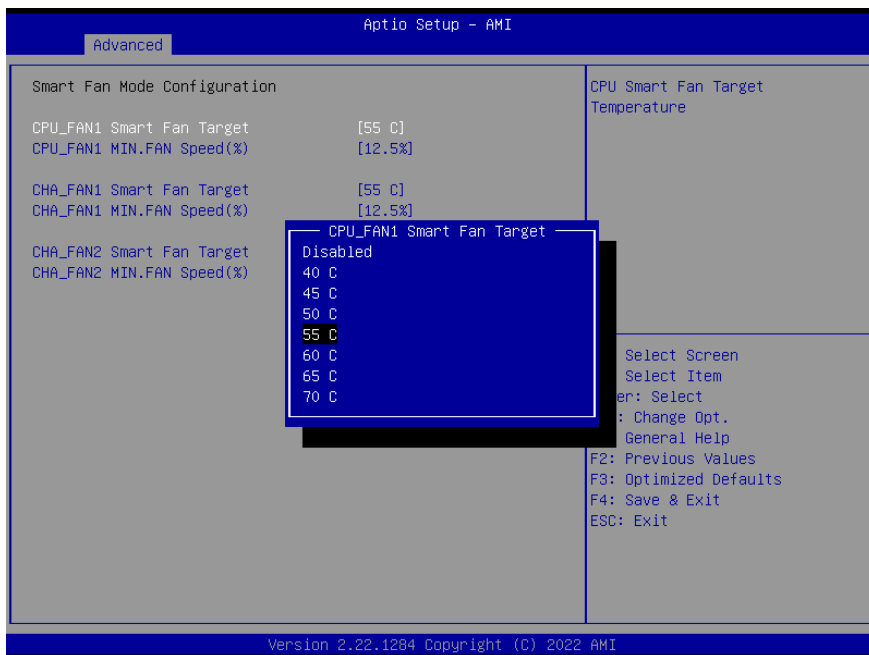 Aptio Setup – AMI
Advanced
Smart Fan Mode Configuration
CPU_FAN1 Smart Fan Target [55 C]
CPU_FAN1 MIN.FAN Speed(%) [12.5%]
CHA_FAN1 Smart Fan Target [55 C]
CHA_FAN1 MIN.FAN Speed(%) [12.5%]
CHA_FAN2 Smart Fan Target
CHA_FAN2 MIN.FAN Speed(%)
CPU_FAN1 Smart Fan Target
Disabled
40 C
45 C
50 C
55 C
60 C
65 C
70 C
CPU Smart Fan Target
Temperature
Select Screen
Select Item
er: Select
: Change Opt.
General Help
F2: Previous Values
F3: Optimized Defaults
F4: Save & Exit
ESC: Exit
Version 2.22.1284 Copyright (C) 2022 AMI